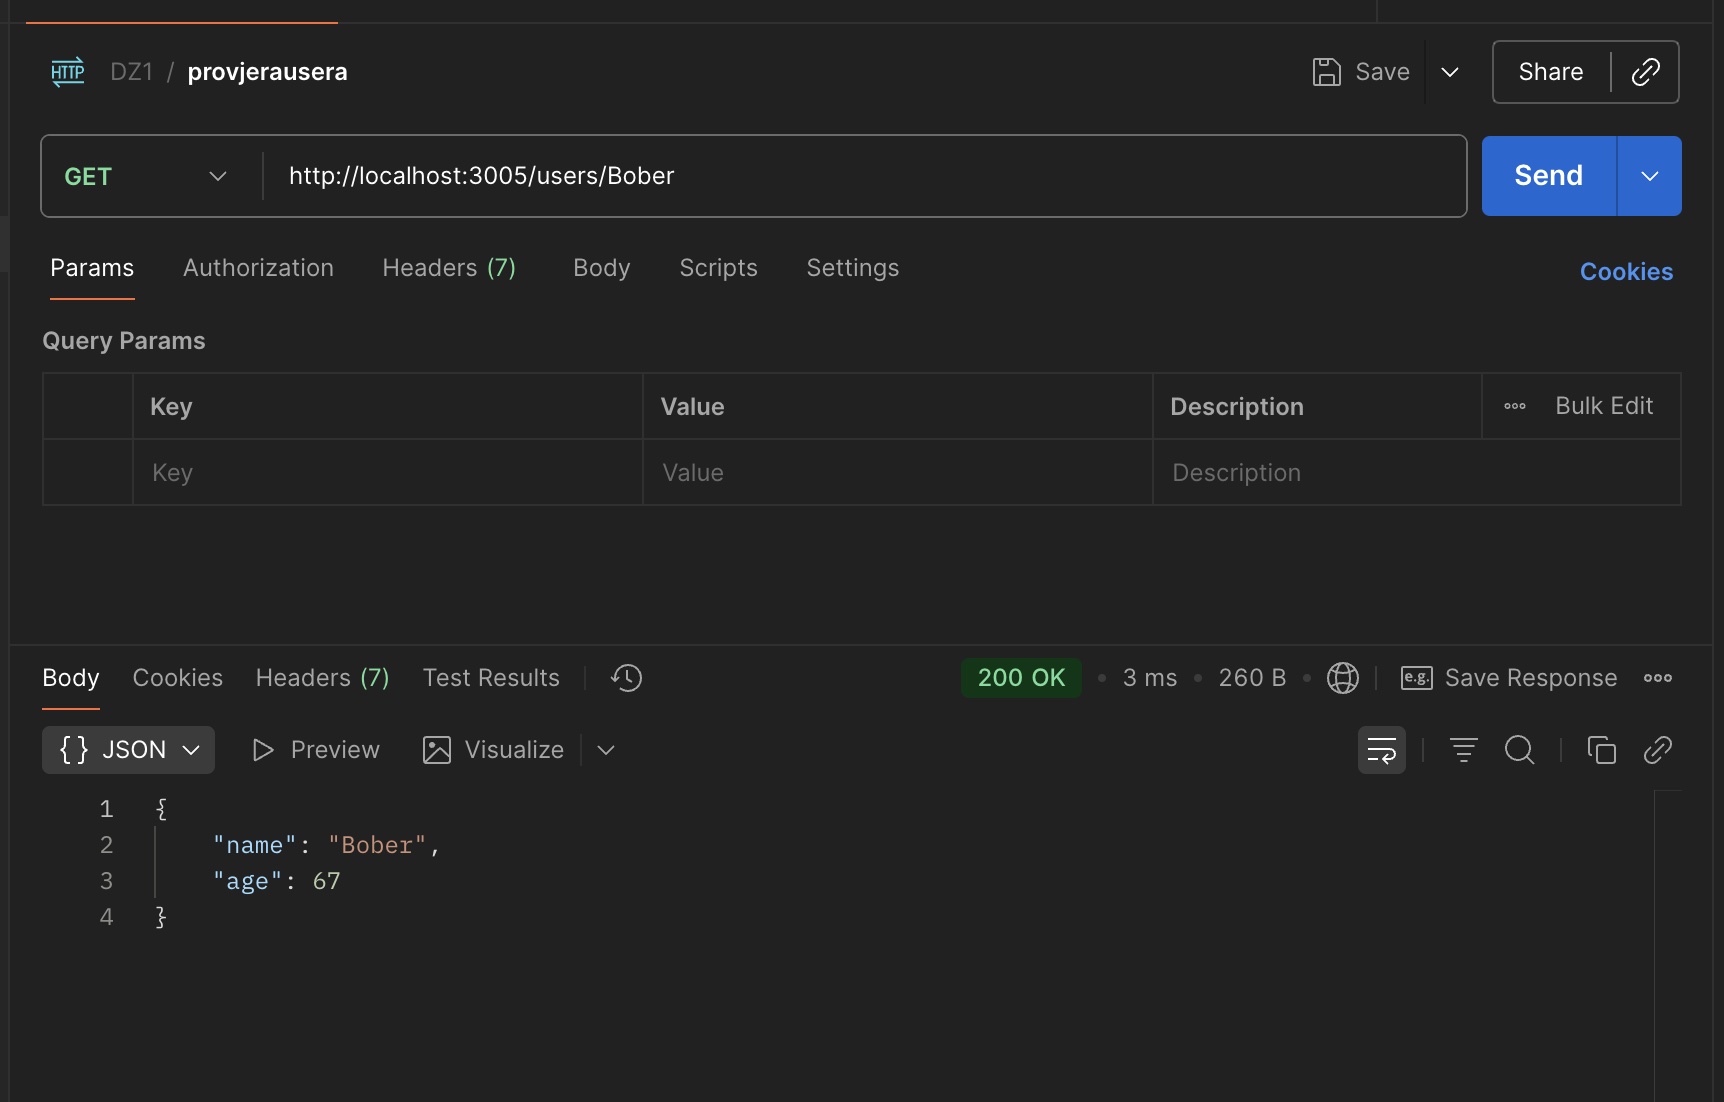 HTTP DZ1 / provjerausera Save Share
GET http://localhost:3005/users/Bober Send
Params Authorization Headers (7) Body Scripts Settings Cookies
Query Params
Key Value Description Bulk Edit
Key Value Description
Body Cookies Headers (7) Test Results 200 OK • 3 ms • 260 B • e.g. Save Response
{} JSON Preview Visualize
1 {
2 "name": "Bober",
3 "age": 67
4 }